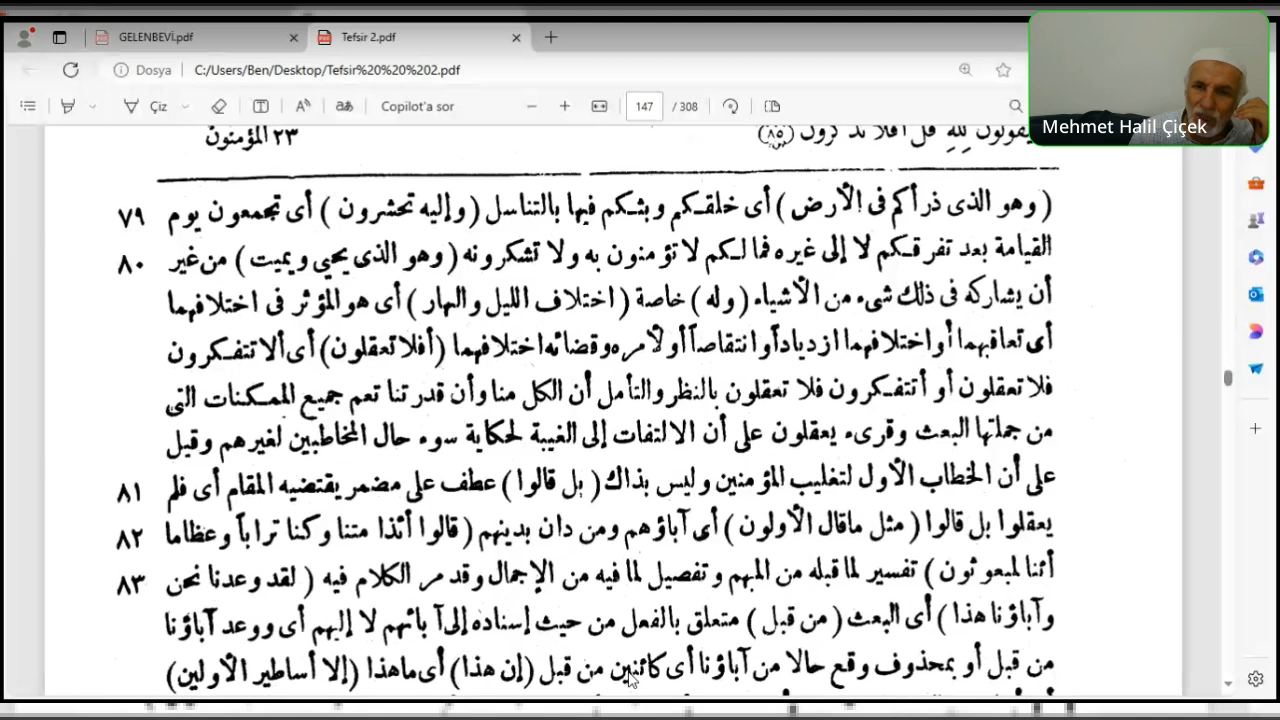 GELENBEVİ.pdf
Tefsir 2.pdf
Dosya
C:/Users/Ben/Desktop/Tefsir%20%20%202.pdf
Çiz
Copilot'a sor
147 / 308
Mehmet Halil Çiçek
يقولون لله قل أفلا تذكرون (٨٥)
٢٣ المؤمنون
( وهو الذى ذرأكم فى الأرض ) أى خلقكم وبثكم فيها بالتناسل ( وإليه تحشرون ) أى تجمعون يوم ٧٩
القيامة بعد تفرقكم لا إلى غيره فما لكم لا تؤمنون به ولا تشكرونه ( وهو الذى يحيي ويميت ) من غير ٨٠
أن يشاركه فى ذلك شىء من الأشياء ( وله ) خاصة ( اختلاف الليل والنهار ) أى هو المؤثر فى اختلافهما
أى تعاقبهما أو اختلافهما ازدياداً أو انتقاصاً أو لأمره وقضائه اختلافهما ( أفلا تعقلون ) أى ألا تتفكرون
فلا تعقلون أو أتتفكرون فلا تعقلون بالنظر والتأمل أن الكل منا وأن قدرتنا تعم جميع الممكنات التى
من جملتها البعث وقرىء يعقلون على أن الالتفات إلى الغيبة لحكاية سوء حال المخاطبين لغيرهم وقيل
على أن الخطاب الأول لتغليب المؤمنين وليس بذاك ( بل قالوا ) عطف على مضمر يقتضيه المقام أى فلم ٨١
يعقلوا بل قالوا ( مثل ماقال الأولون ) أى آباؤهم ومن دان بدينهم ( قالوا أئذا متنا وكنا تراباً وعظاما ٨٢
أئنا لمبعوثون ) تفسير لما قبله من المبهم وتفصيل لما فيه من الإجمال وقد مر الكلام فيه ( لقد وعدنا نحن ٨٣
وآباؤنا هذا ) أى البعث ( من قبل ) متعلق بالفعل من حيث إسناده إلى آبائهم لا إليهم أى ووعد آباؤنا
من قبل أو بمحذوف وقع حالا من آباؤنا أى كائنين من قبل ( إن هذا ) أى ماهذا ( إلا أساطير الأولين )